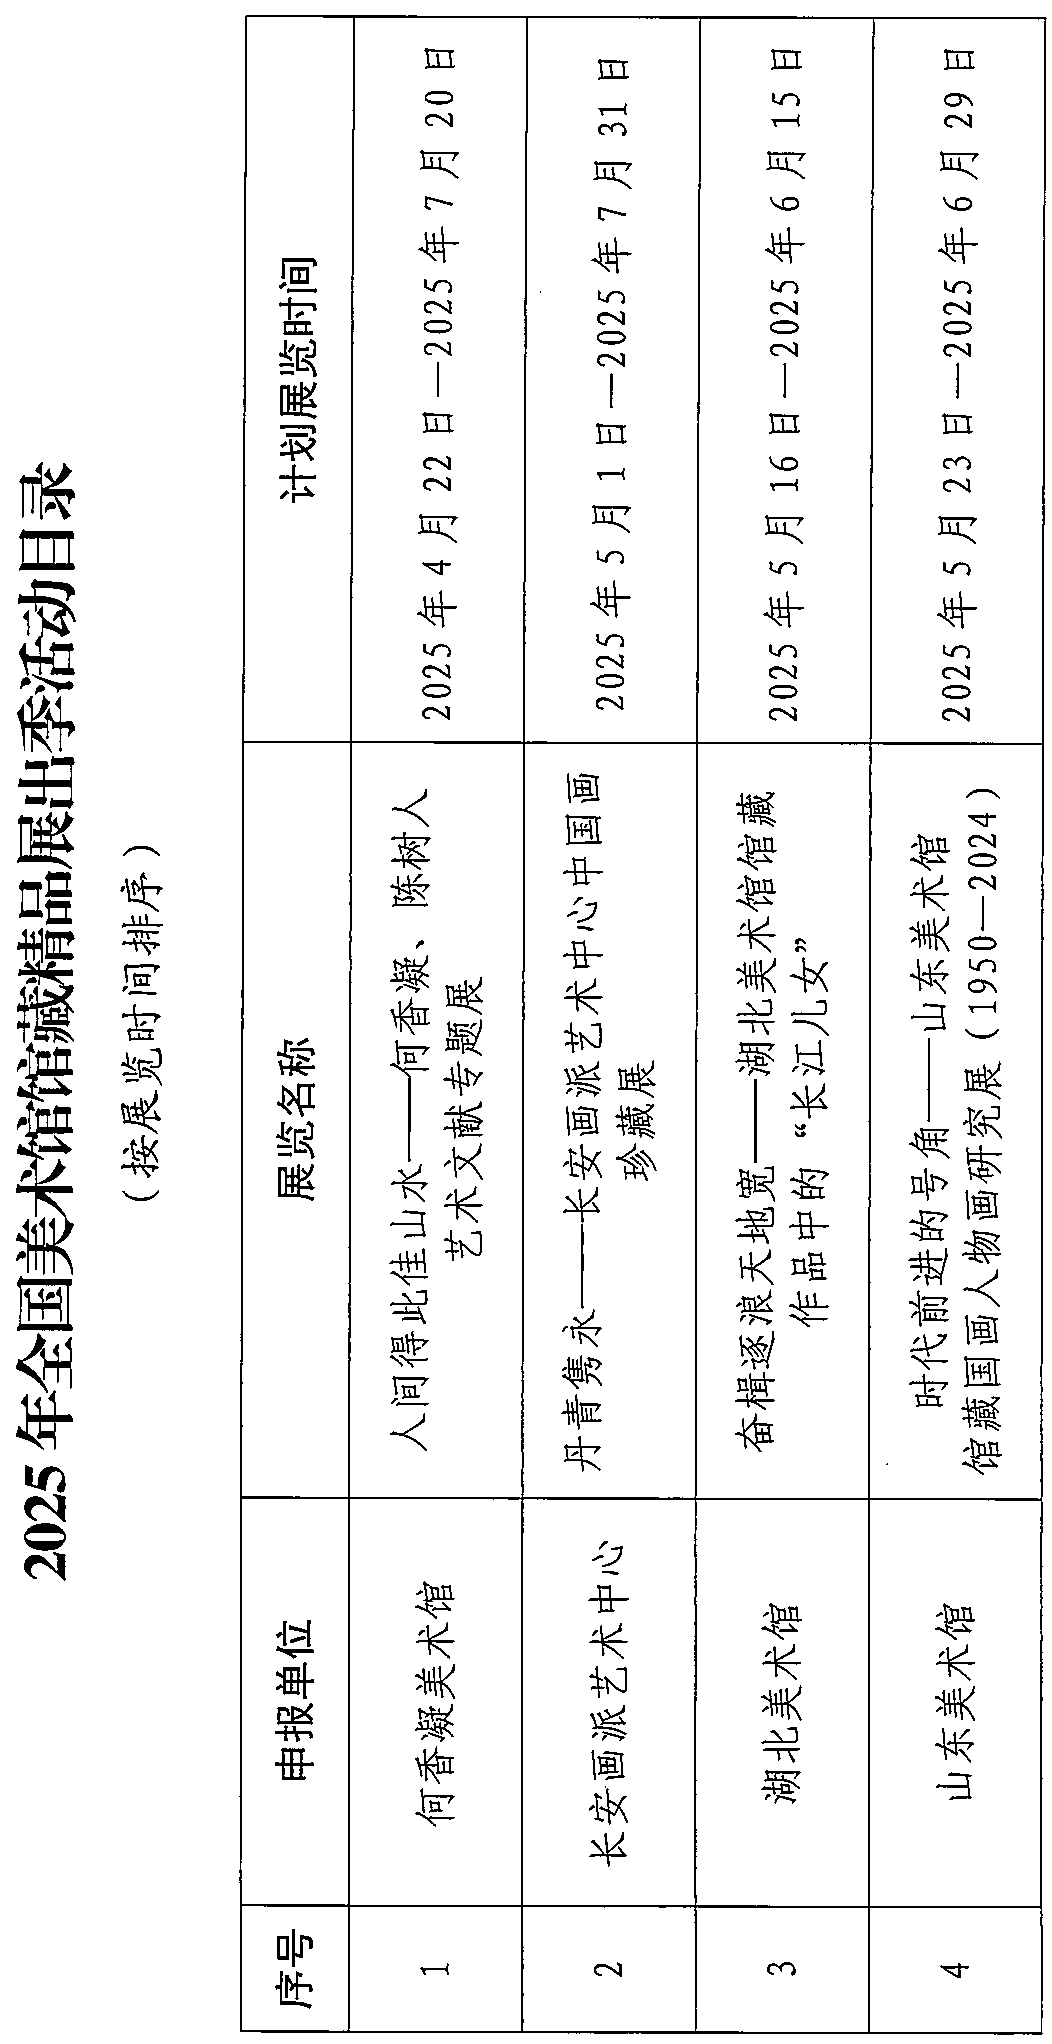 2025年全国美术馆馆藏精品展出季活动目录
（按展览时间排序）
序号 申报单位 展览名称 计划展览时间
1 何香凝美术馆 人间得此佳山水——何香凝、陈树人 2025年4月22日—2025年7月20日
艺术文献专题展
2 长安画派艺术中心 丹青隽永——长安画派艺术中心中国画 2025年5月1日—2025年7月31日
珍藏展
3 湖北美术馆 奋楫逐浪天地宽——湖北美术馆馆藏 2025年5月16日—2025年6月15日
作品中的“长江儿女”
4 山东美术馆 时代前进的号角——山东美术馆 2025年5月23日—2025年6月29日
馆藏国画人物画研究展（1950—2024）